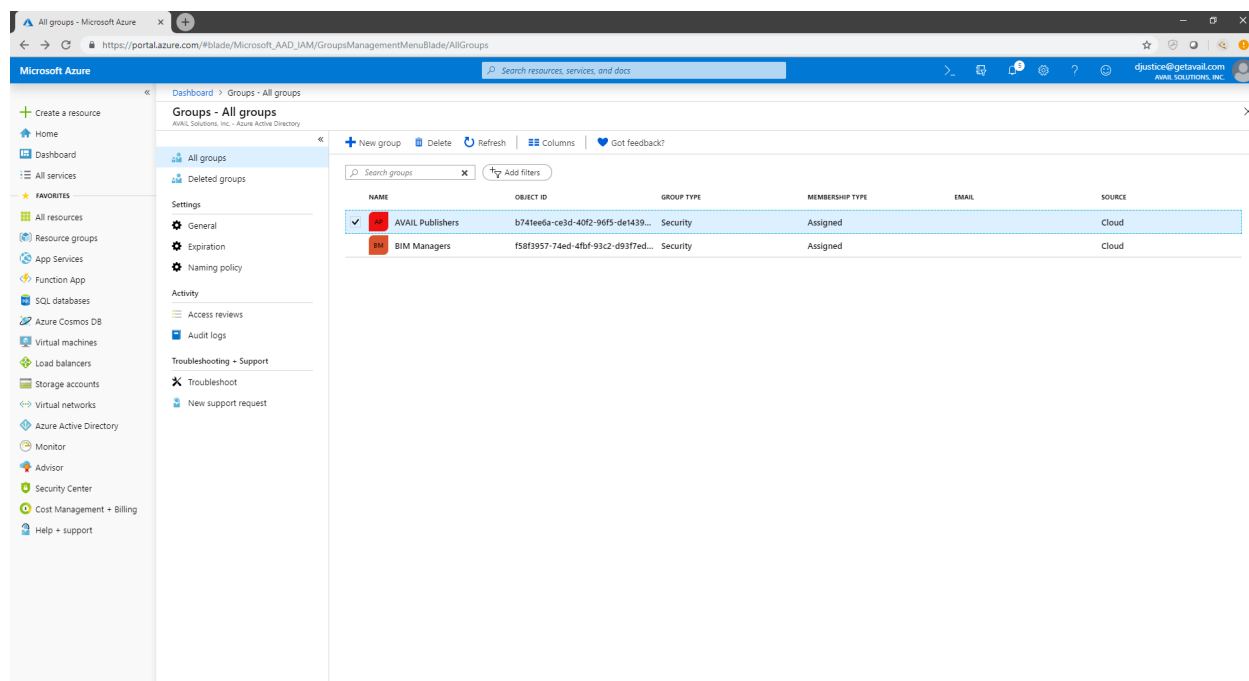 All groups - Microsoft Azure
https://portal.azure.com/#blade/Microsoft_AAD_IAM/GroupsManagementMenuBlade/AllGroups
Microsoft Azure
Search resources, services, and docs
5
djustice@getavail.com
AVAIL SOLUTIONS, INC.
Dashboard > Groups - All groups
Groups - All groups
AVAIL Solutions, Inc. - Azure Active Directory
Create a resource
Home
Dashboard
All services
FAVORITES
All resources
Resource groups
App Services
Function App
SQL databases
Azure Cosmos DB
Virtual machines
Load balancers
Storage accounts
Virtual networks
Azure Active Directory
Monitor
Advisor
Security Center
Cost Management + Billing
Help + support
All groups
Deleted groups
Settings
General
Expiration
Naming policy
Activity
Access reviews
Audit logs
Troubleshooting + Support
Troubleshoot
New support request
New group Delete Refresh Columns Got feedback?
Search groups Add filters
NAME OBJECT ID GROUP TYPE MEMBERSHIP TYPE EMAIL SOURCE
AP AVAIL Publishers b741ee6a-ce3d-40f2-96f5-de1439... Security Assigned Cloud
BM BIM Managers f58f3957-74ed-4fbf-93c2-d93f7ed... Security Assigned Cloud